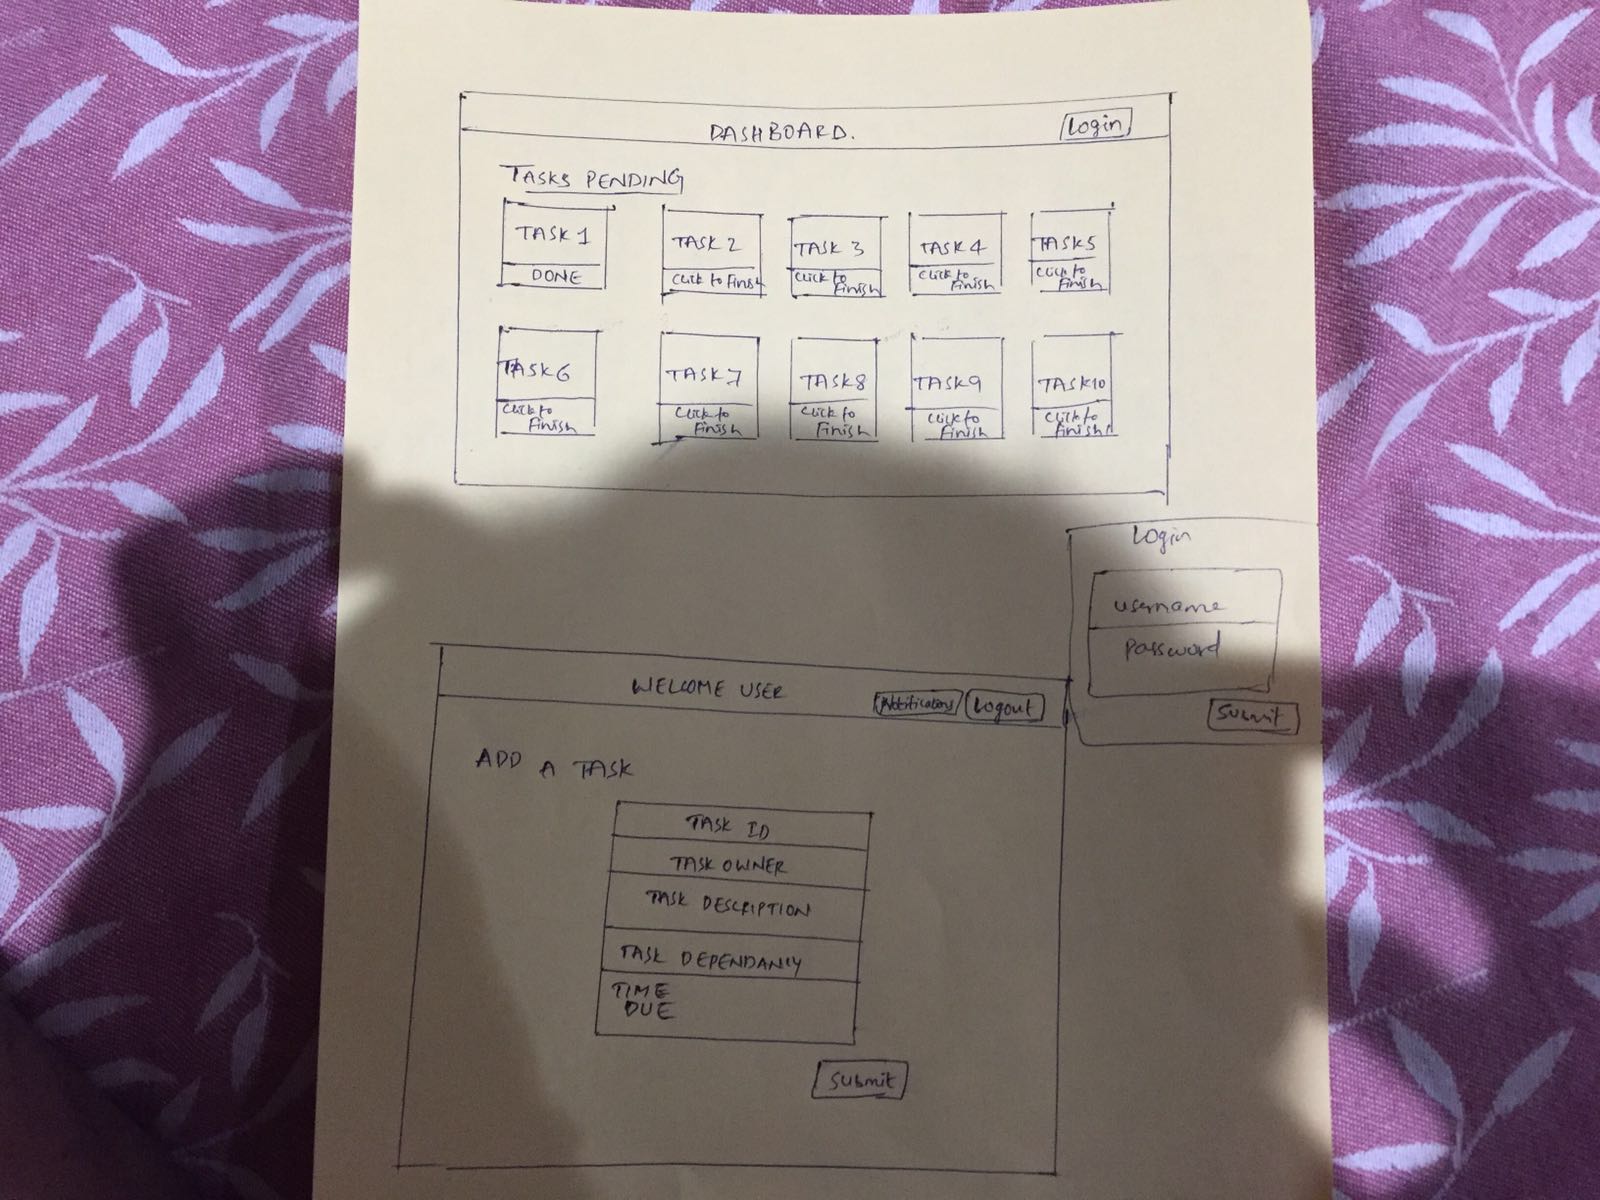 DASHBOARD.
Login
TASKS PENDING
TASK 1
DONE
TASK 2
Click to Finish
TASK 3
Click to
Finish
TASK 4
Click to
Finish
TASK5
Click to
Finish
TASK6
Click to
Finish
TASK7
Click to
Finish
TASK8
Click to
Finish
TASK9
Click to
Finish
TASK10
Click to
Finish
Login
username
password
Submit
WELCOME USER
Notifications
Logout
ADD A TASK
TASK ID
TASK OWNER
TASK DESCRIPTION
TASK DEPENDANCY
TIME
DUE
Submit